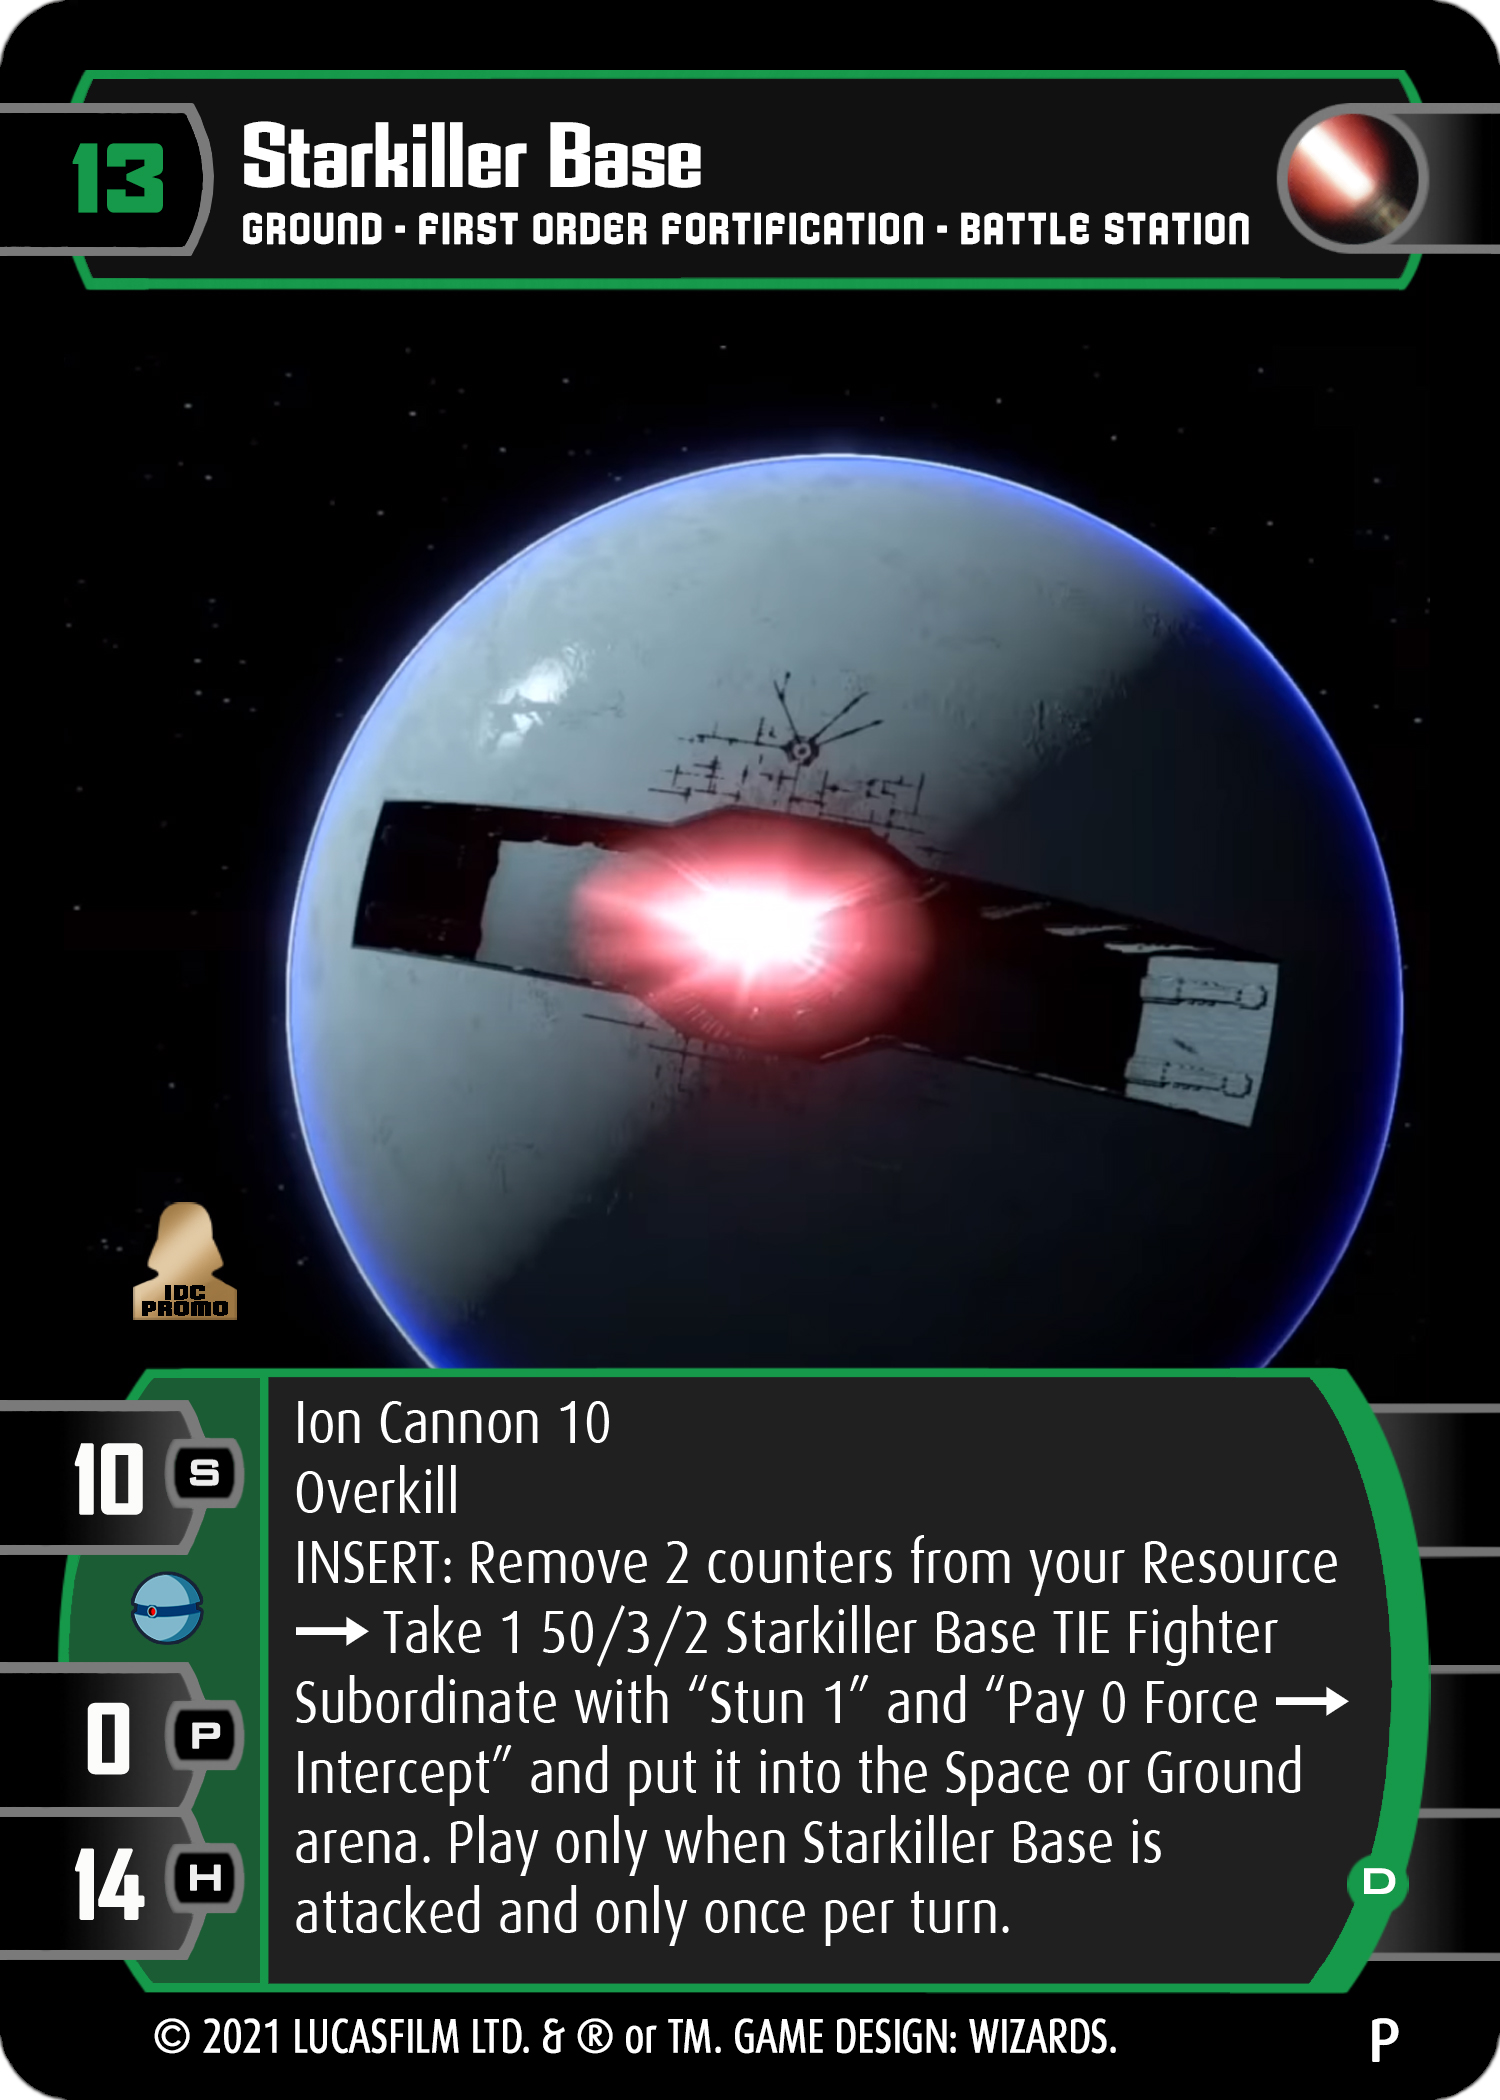 13
Starkiller Base
GROUND - FIRST ORDER FORTIFICATION - BATTLE STATION
IDC
PROMO
10 S
0 P
14 H
Ion Cannon 10
Overkill
INSERT: Remove 2 counters from your Resource
→ Take 1 50/3/2 Starkiller Base TIE Fighter
Subordinate with “Stun 1” and “Pay 0 Force →
Intercept” and put it into the Space or Ground
arena. Play only when Starkiller Base is
attacked and only once per turn.
D
© 2021 LUCASFILM LTD. & ® or TM. GAME DESIGN: WIZARDS.
P